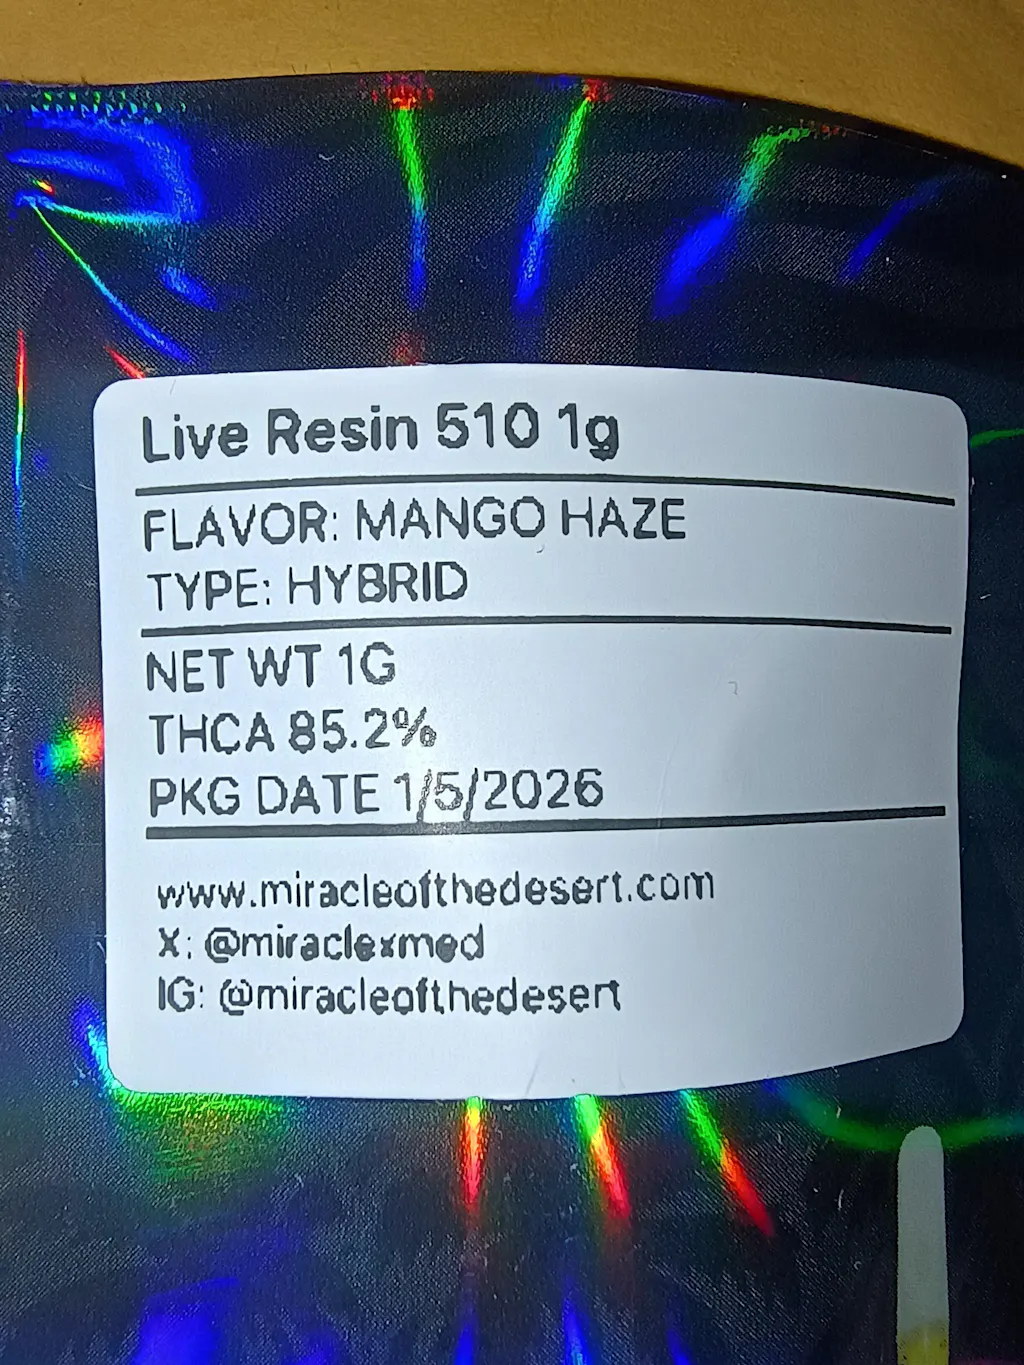 Live Resin 510 1g
FLAVOR: MANGO HAZE
TYPE: HYBRID
NET WT 1G
THCA 85.2%
PKG DATE 1/5/2026
www.miracleofthedesert.com
X: @miraclexmed
IG: @miracleofthedesert